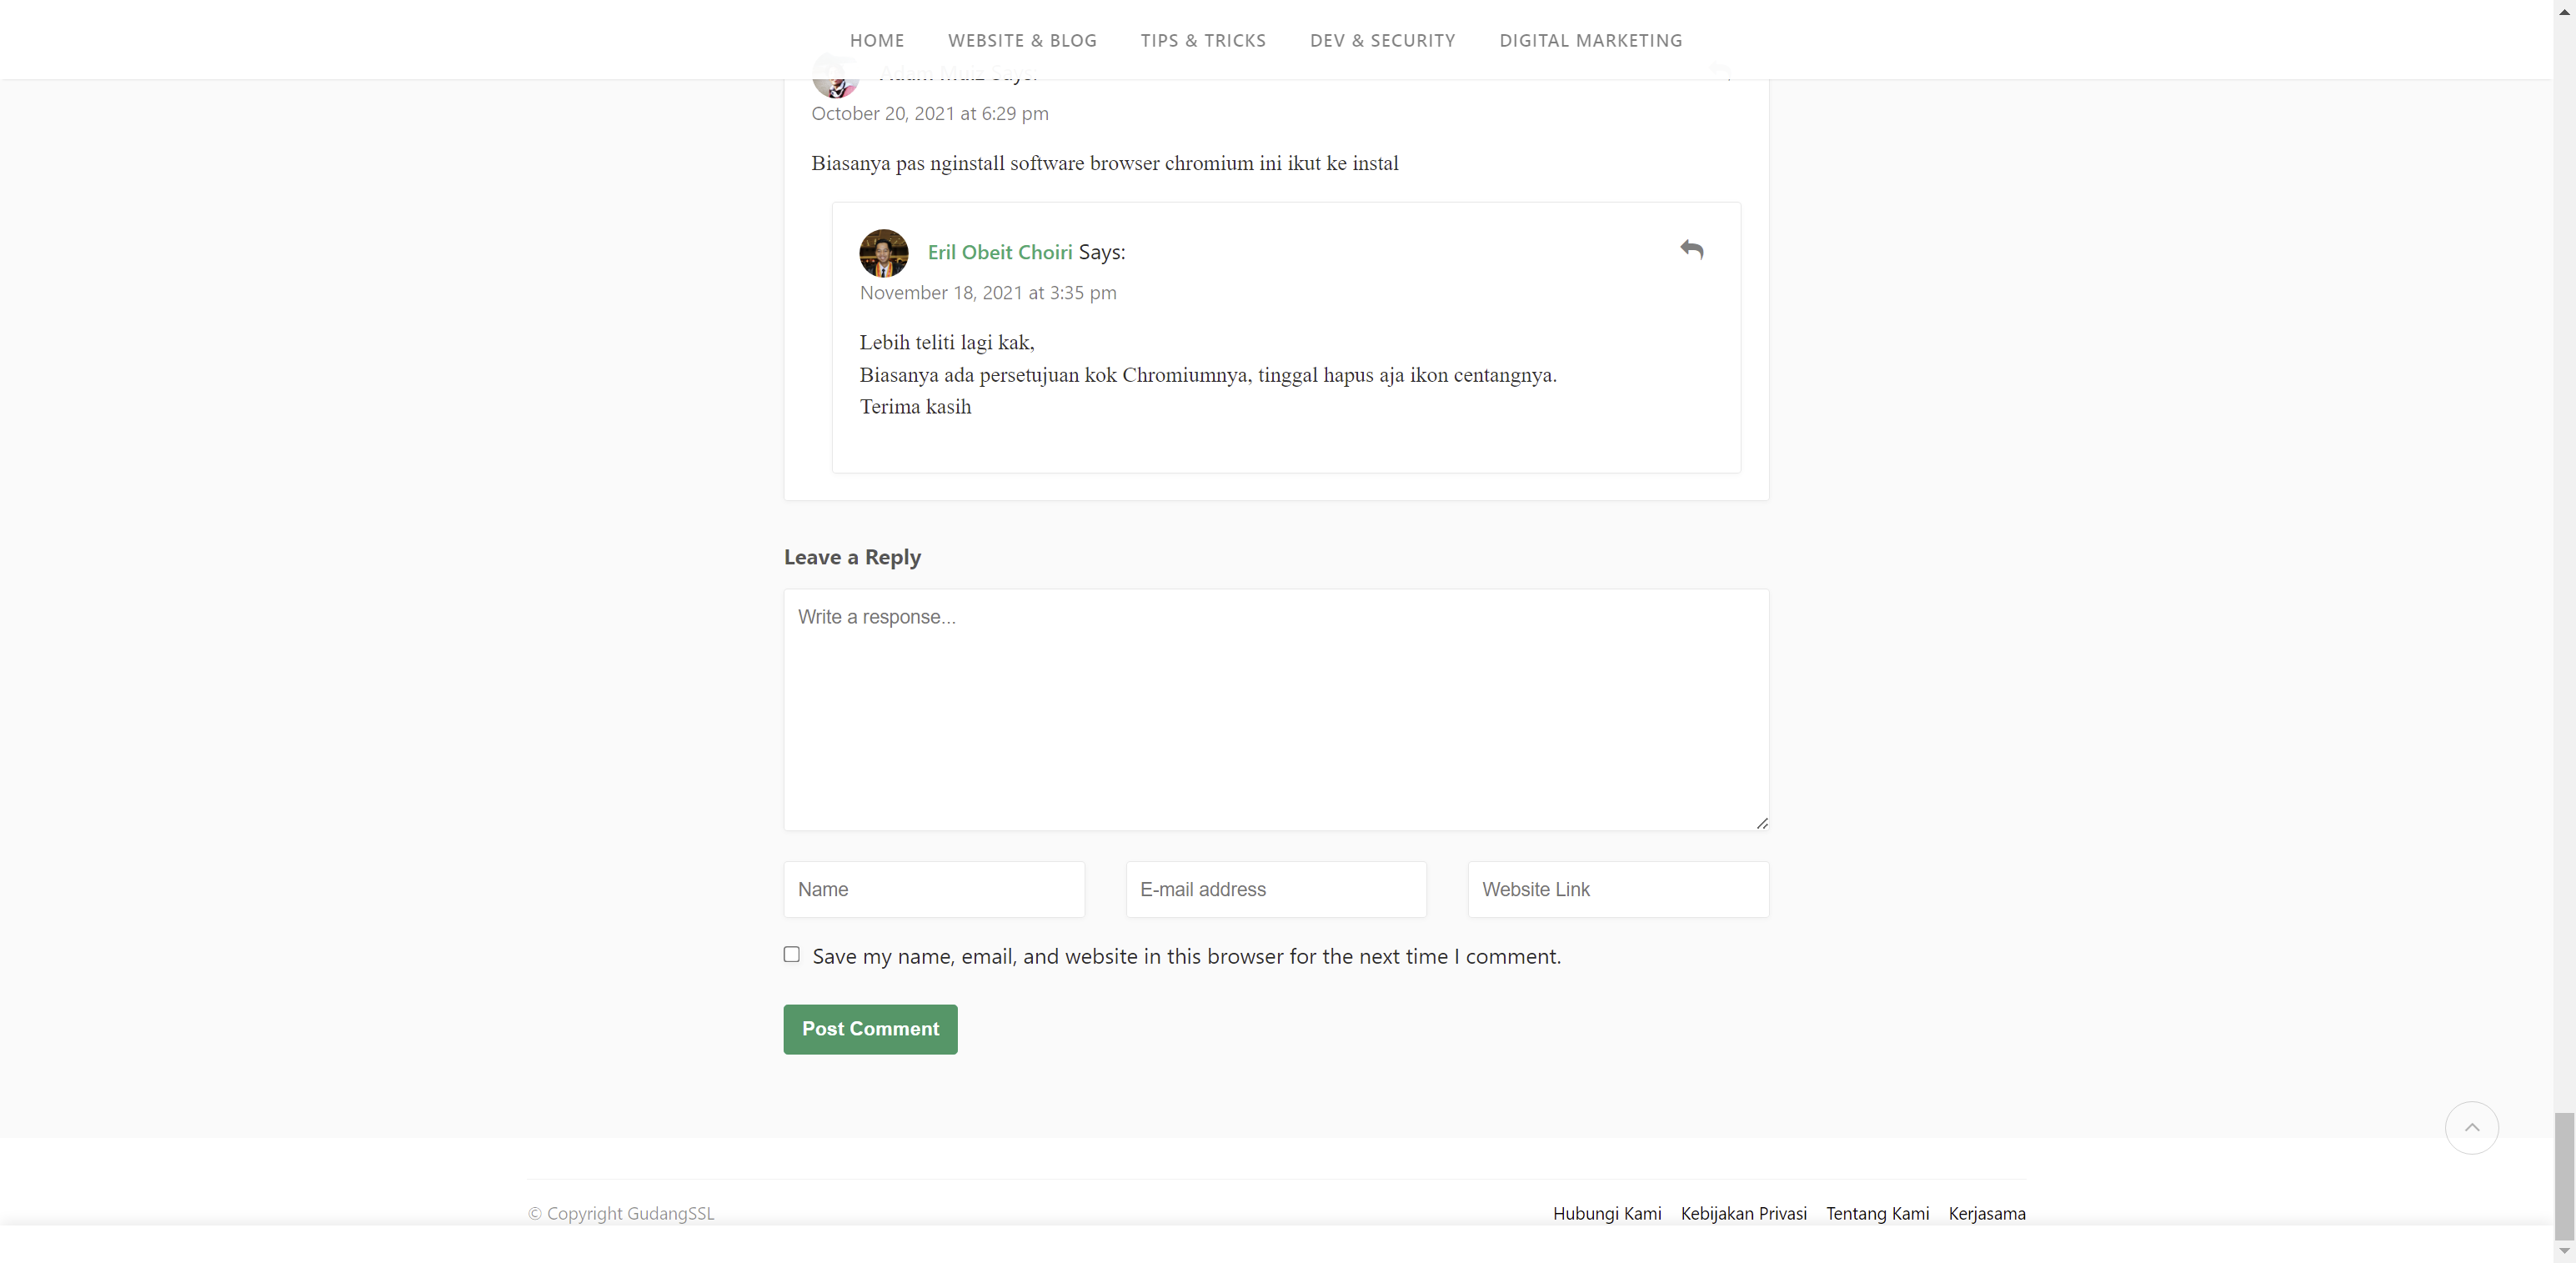 HOME WEBSITE & BLOG TIPS & TRICKS DEV & SECURITY DIGITAL MARKETING
Adam Muiz Says:
October 20, 2021 at 6:29 pm
Biasanya pas nginstall software browser chromium ini ikut ke instal
Eril Obeit Choiri Says:
November 18, 2021 at 3:35 pm
Lebih teliti lagi kak,
Biasanya ada persetujuan kok Chromiumnya, tinggal hapus aja ikon centangnya.
Terima kasih
Leave a Reply
Write a response...
Name E-mail address Website Link
Save my name, email, and website in this browser for the next time I comment.
Post Comment
© Copyright GudangSSL Hubungi Kami Kebijakan Privasi Tentang Kami Kerjasama